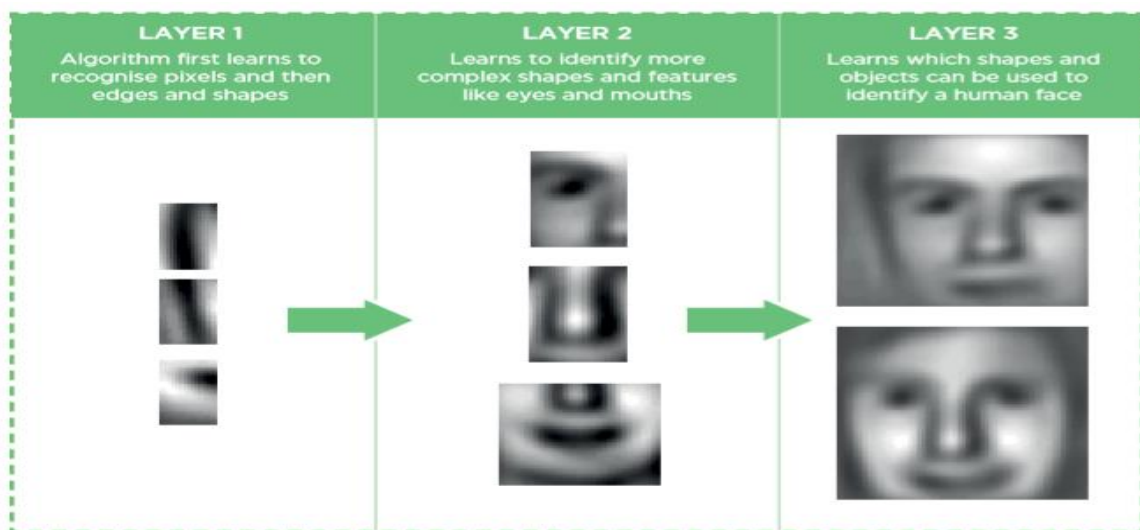 LAYER 1
Algorithm first learns to
recognise pixels and then
edges and shapes
LAYER 2
Learns to identify more
complex shapes and features
like eyes and mouths
LAYER 3
Learns which shapes and
objects can be used to
identify a human face